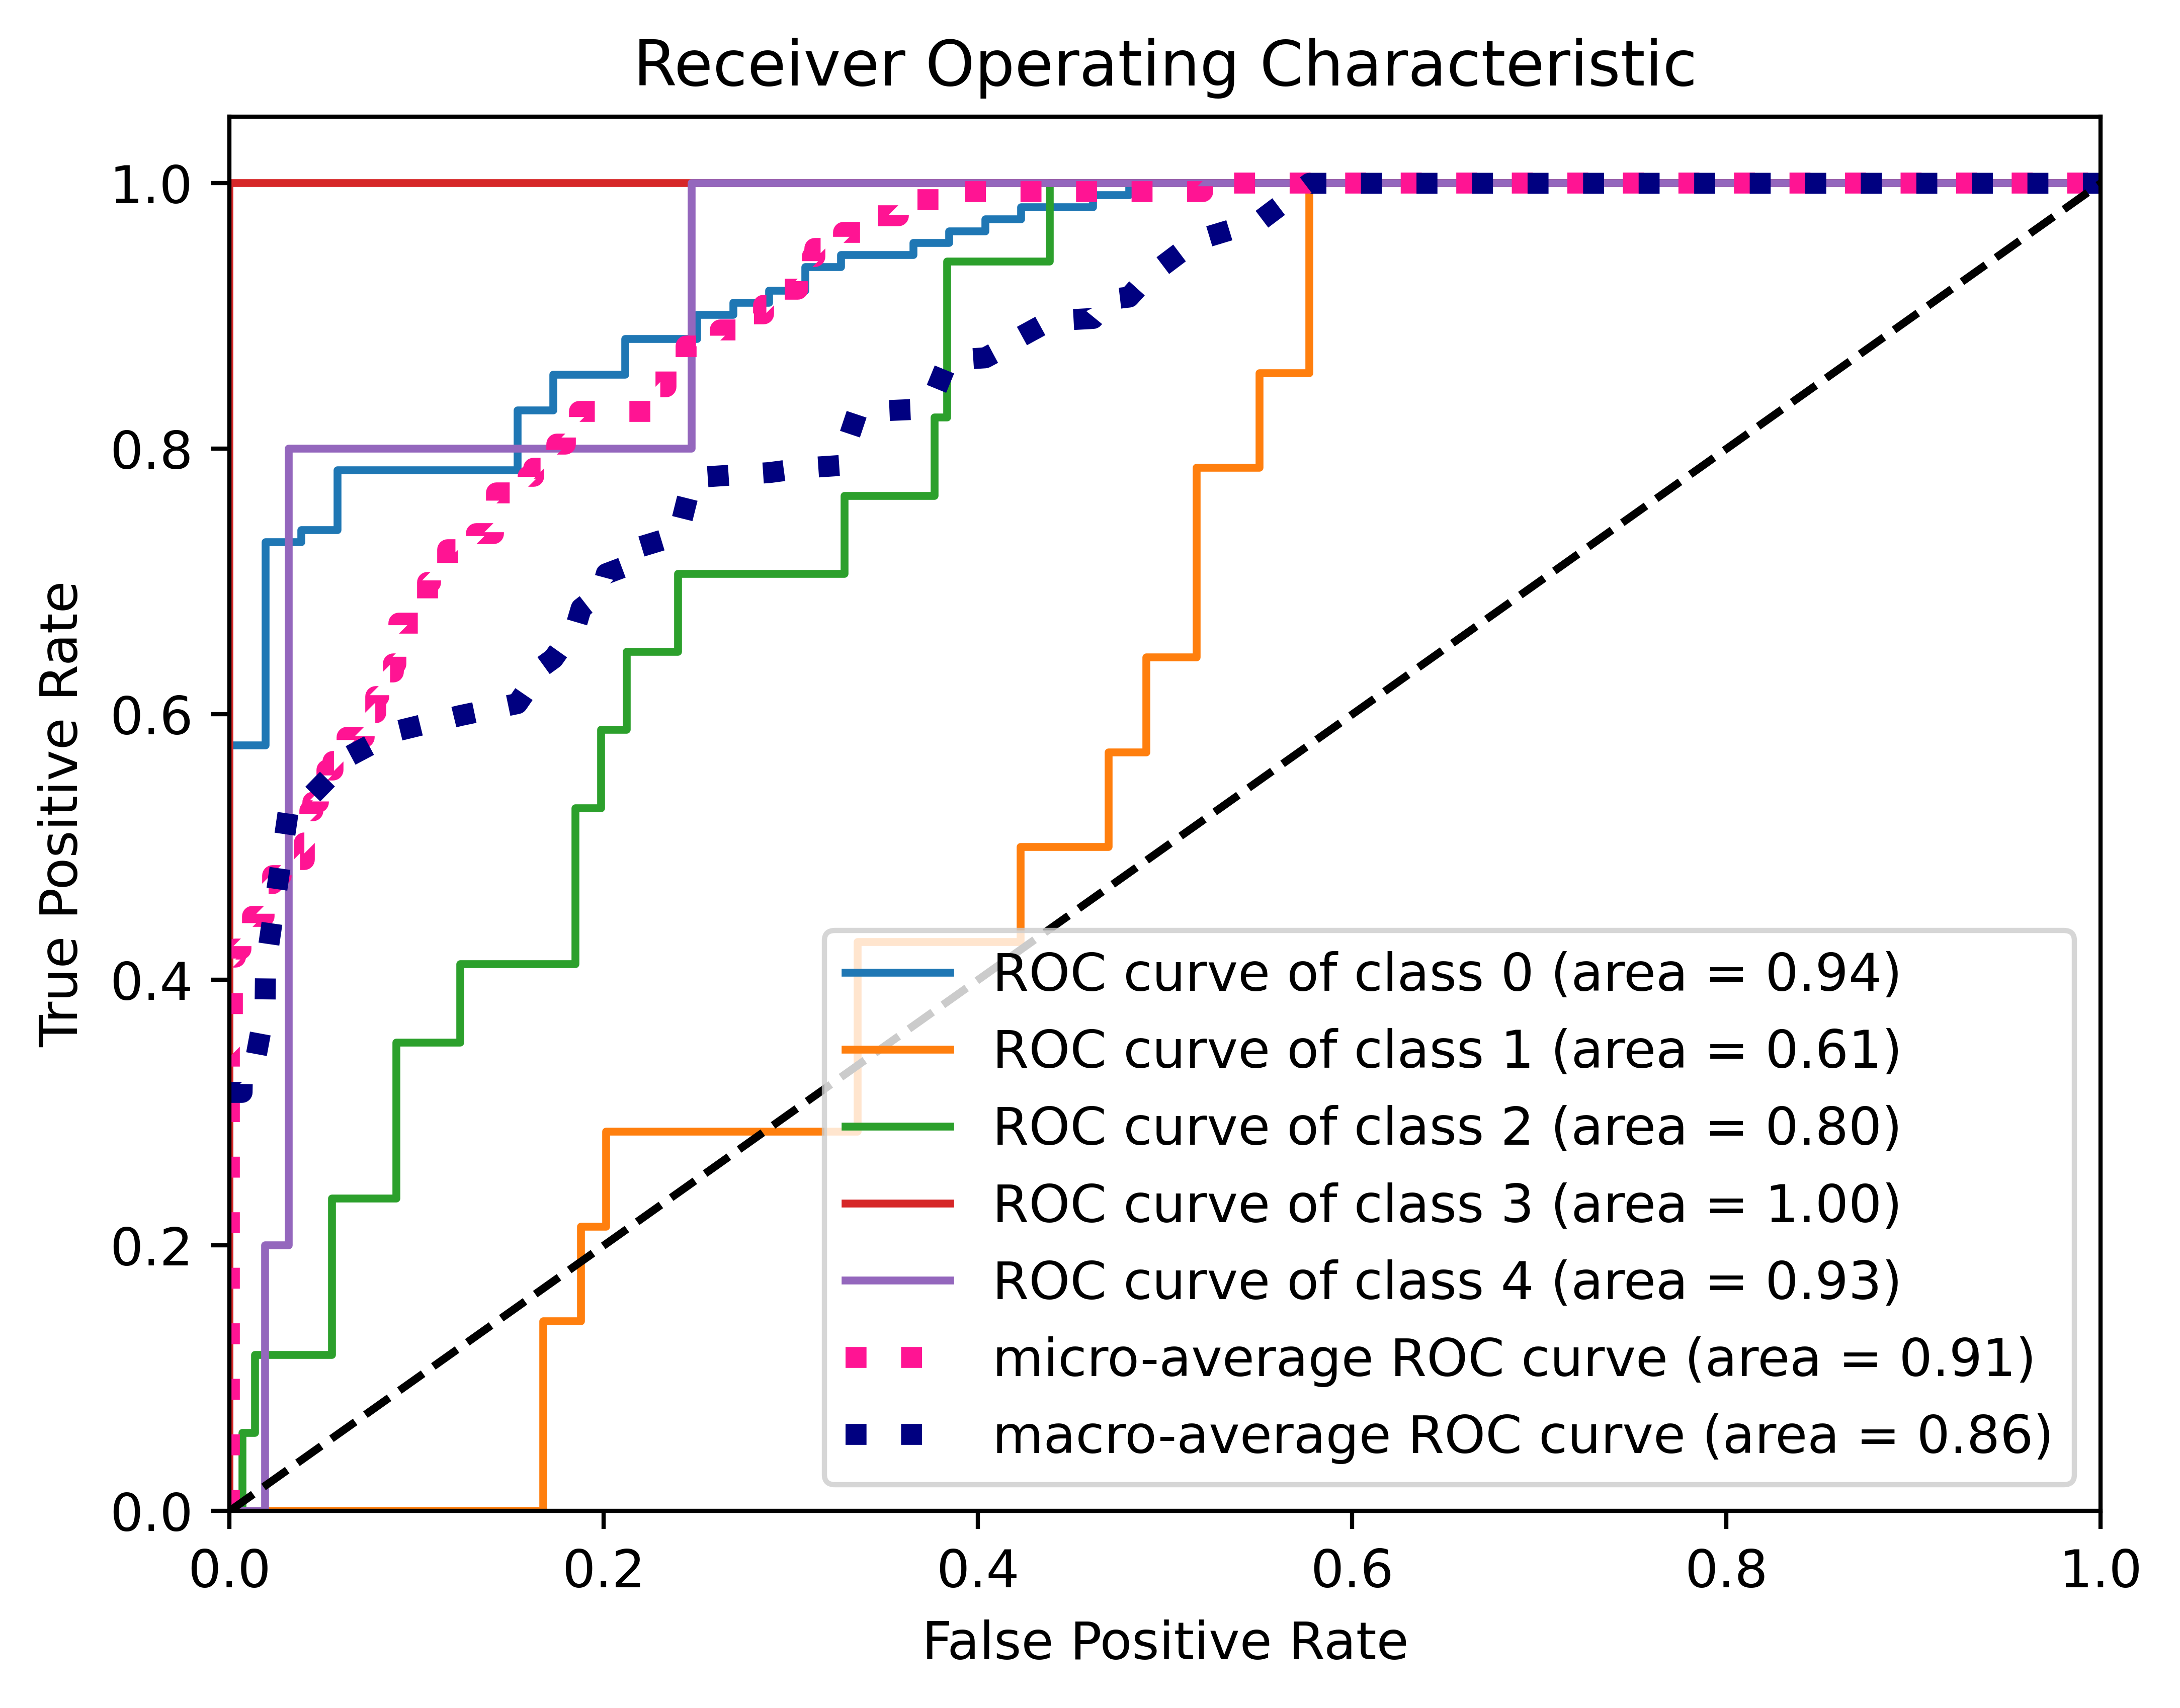 Receiver Operating Characteristic
True Positive Rate
1.0
0.8
0.6
0.4
0.2
0.0
ROC curve of class 0 (area = 0.94)
ROC curve of class 1 (area = 0.61)
ROC curve of class 2 (area = 0.80)
ROC curve of class 3 (area = 1.00)
ROC curve of class 4 (area = 0.93)
micro-average ROC curve (area = 0.91)
macro-average ROC curve (area = 0.86)
0.0 0.2 0.4 0.6 0.8 1.0
False Positive Rate